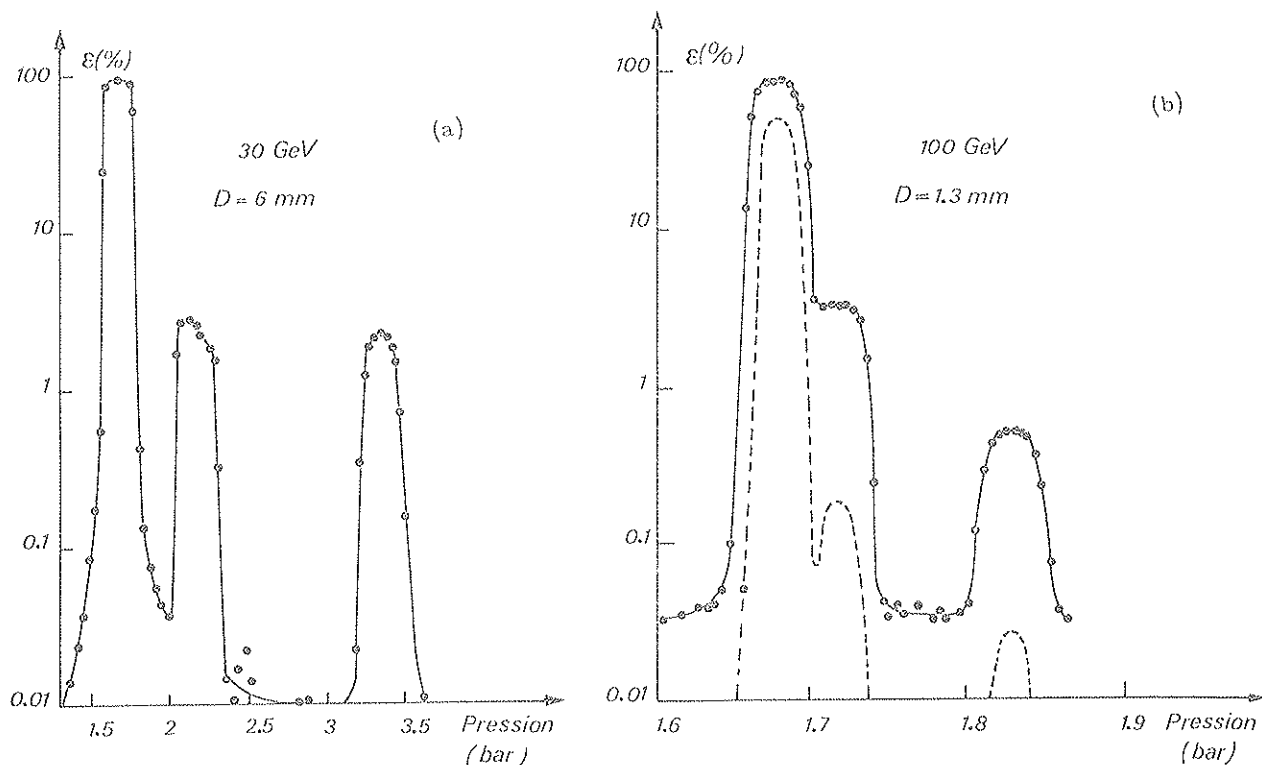 ε(%)
100
10
1
0.1
0.01
(a)
30 GeV
D = 6 mm
1.5 2 2.5 3 3.5 Pression
(bar)
ε(%)
100
10
1
0.1
0.01
(b)
100 GeV
D = 1.3 mm
1.6 1.7 1.8 1.9 Pression
(bar)